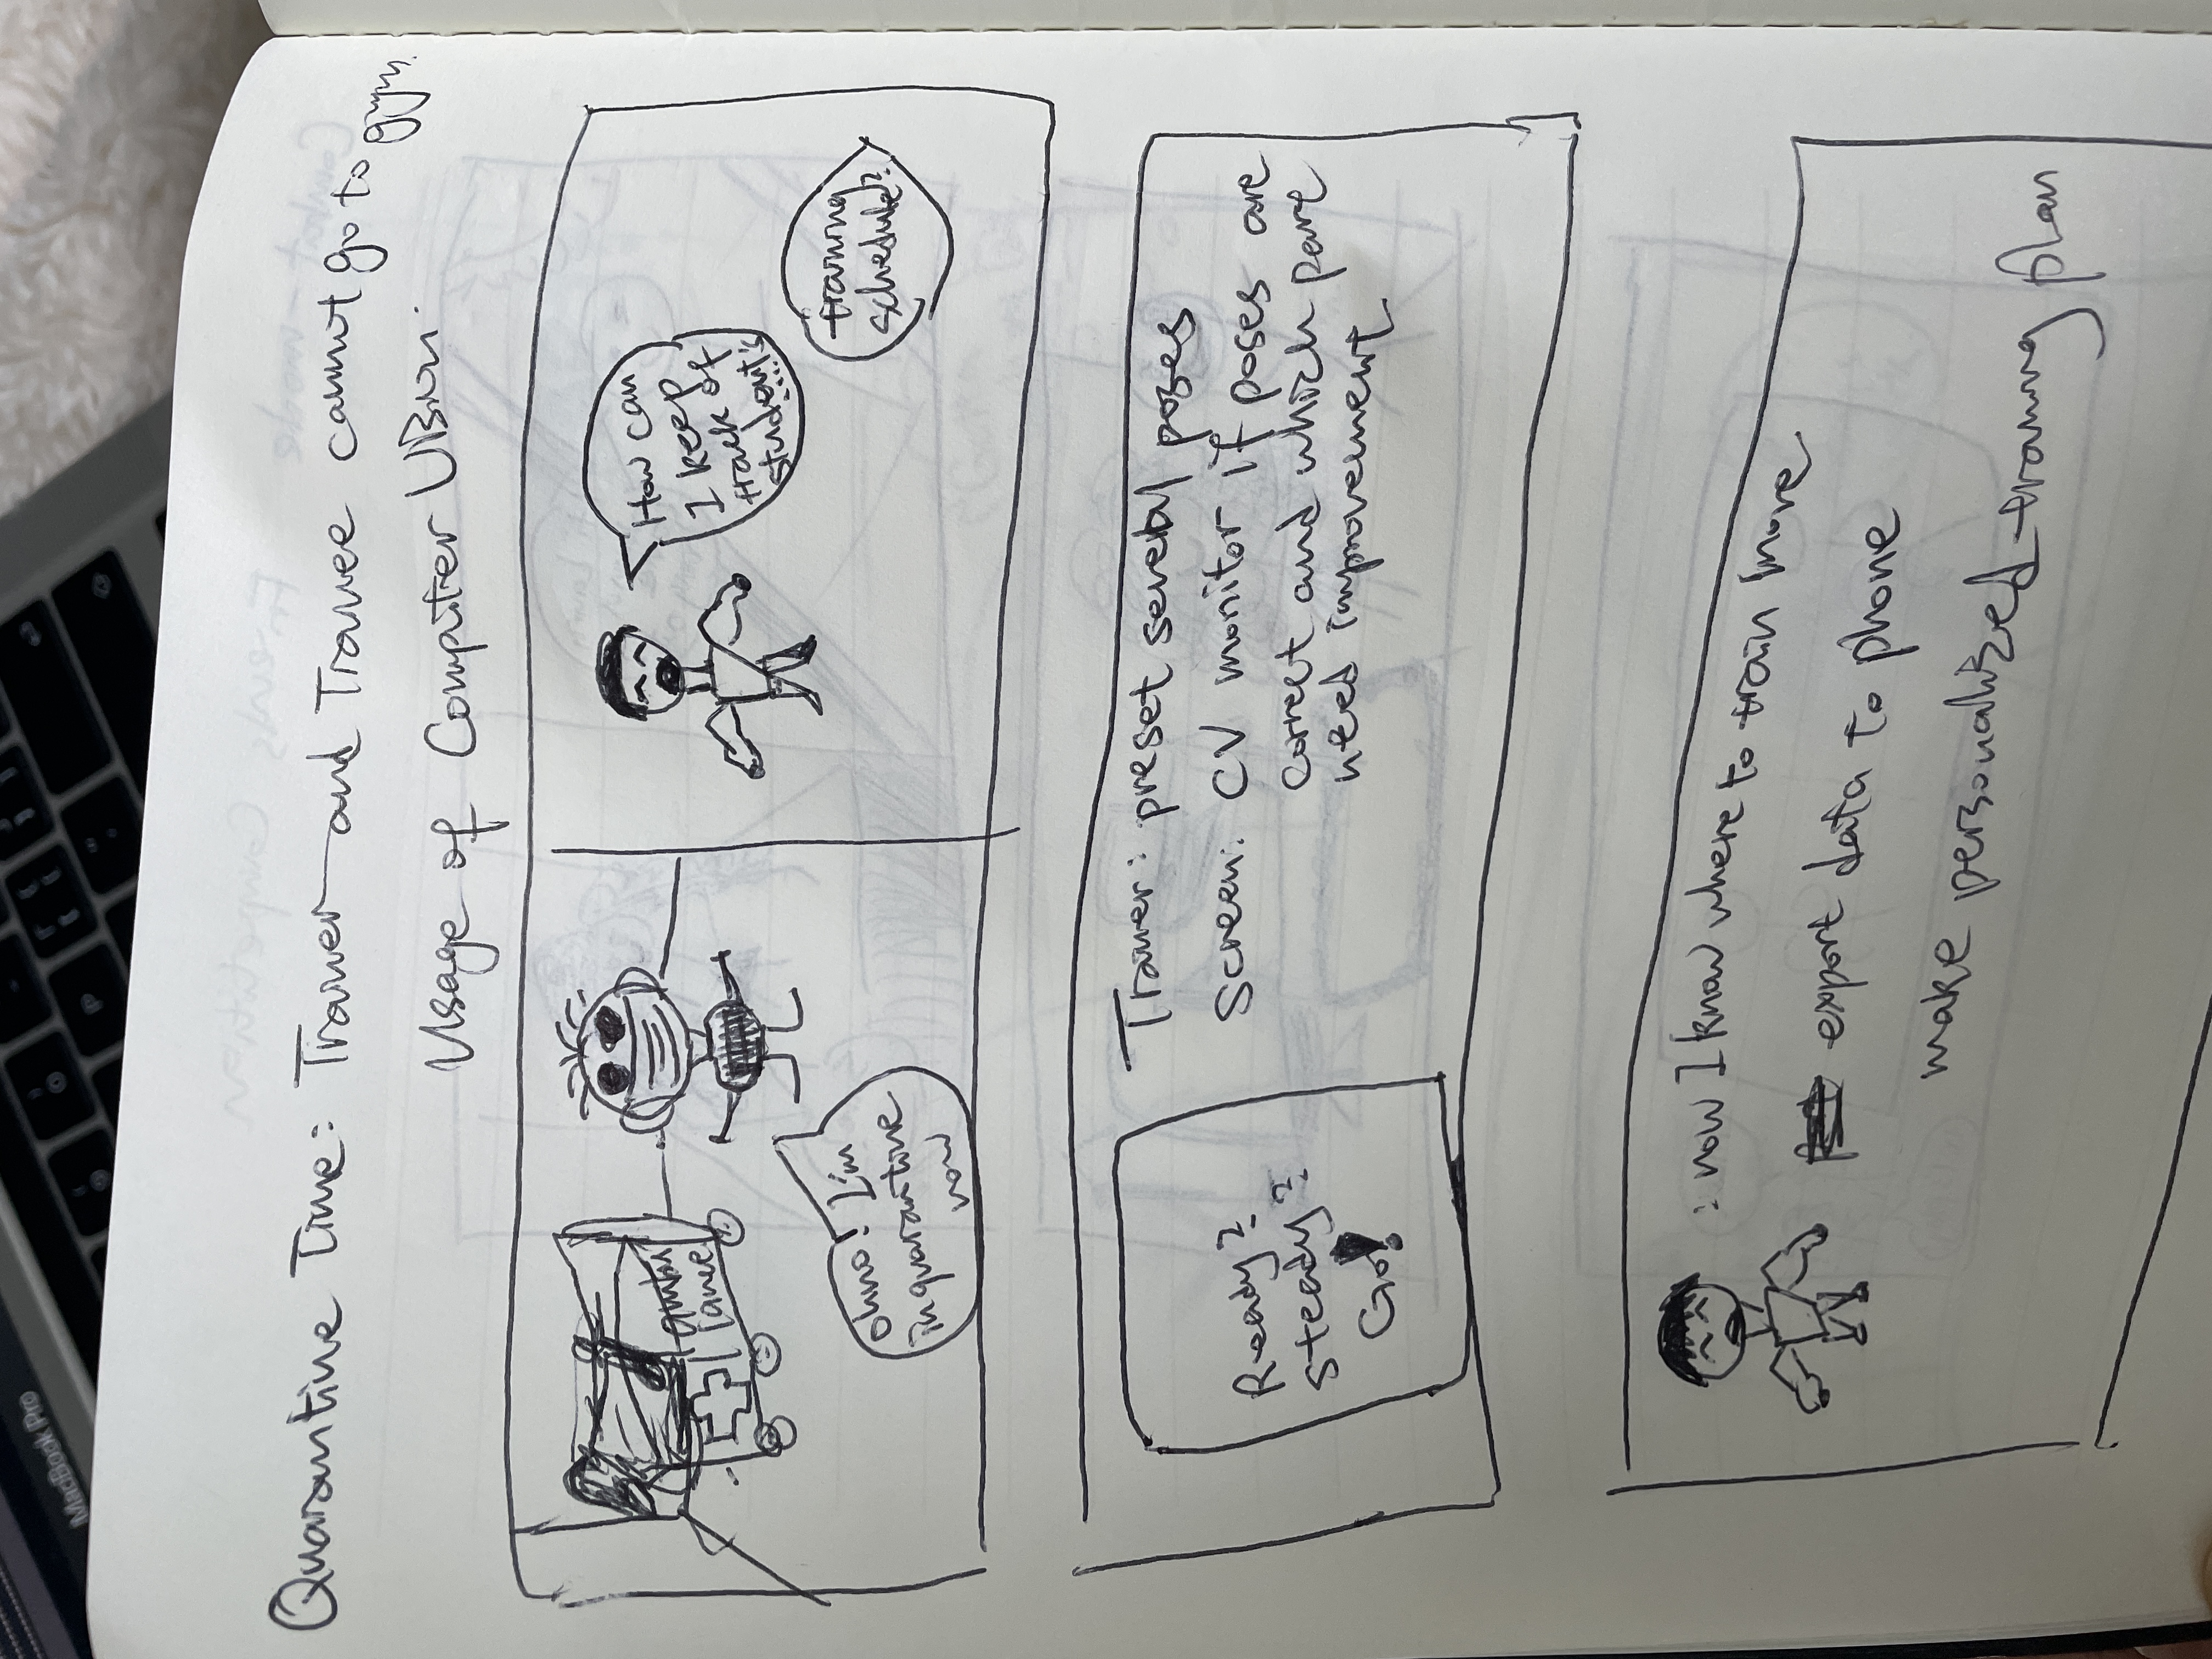 MacBook Pro
P
Quarantine Time: Trainer and Trainee cannot go to gym.
Usage of Computer
ambu
lance
ohno! I'm
in quarantine
now
How can
I keep
track of
student's
...
training
schedule?
Ready?
steady?
Go!
Trainer: preset several poses
Screen: CV monitor if poses are
correct and which part
need improvement
: now I know where to train more
export data to phone
make personalized training plan